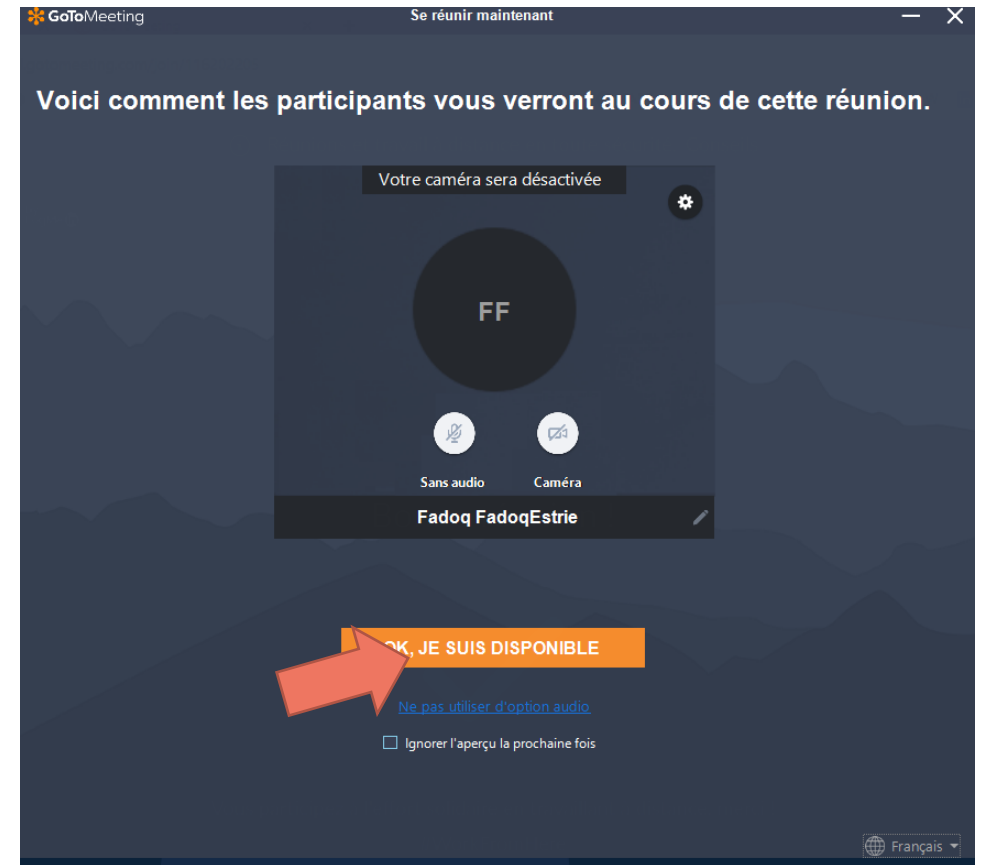 GoToMeeting
Se réunir maintenant
Voici comment les participants vous verront au cours de cette réunion.
Votre caméra sera désactivée
FF
Sans audio
Caméra
Fadoq FadoqEstrie
OK, JE SUIS DISPONIBLE
Ne pas utiliser d'option audio
Ignorer l'aperçu la prochaine fois
Français